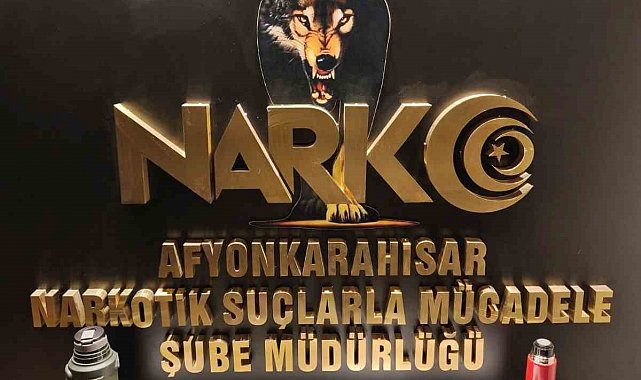 NARKO
AFYONKARAHİSAR
NARKOTİK SUÇLARLA MÜCADELE
ŞUBE MÜDÜRLÜĞÜ